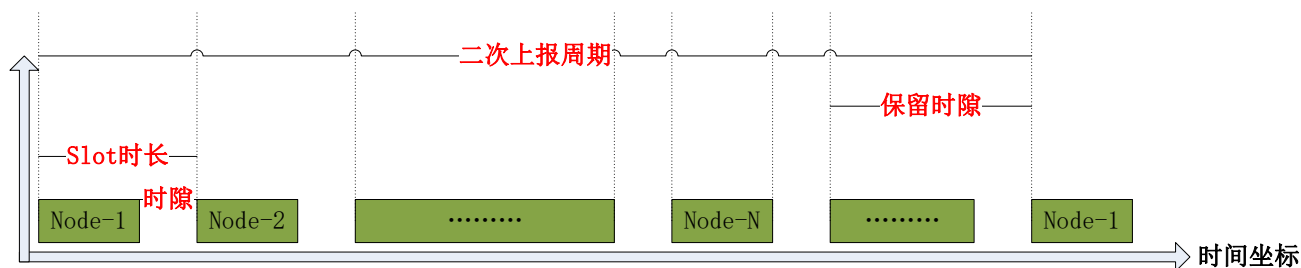 二次上报周期
保留时隙
Slot时长
时隙
Node-1
Node-2
………
Node-N
………
Node-1
时间坐标